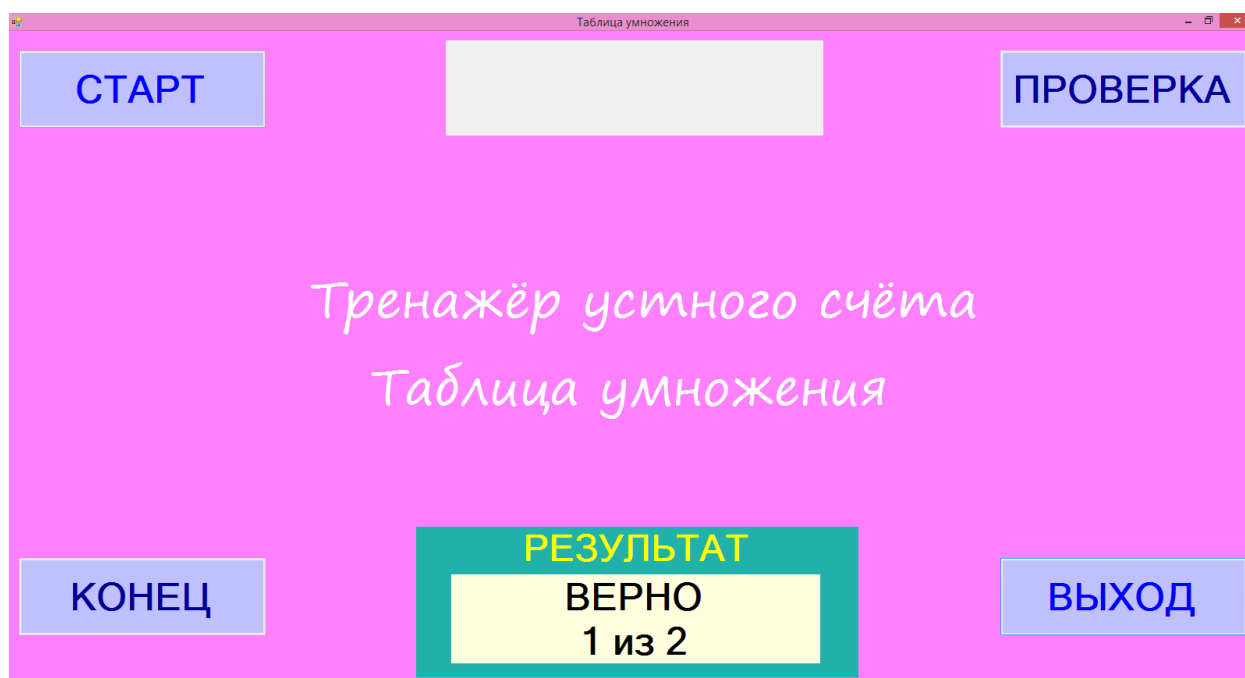 Таблица умножения
СТАРТ
ПРОВЕРКА
Тренажёр устного счёта
Таблица умножения
РЕЗУЛЬТАТ
ВЕРНО
1 из 2
КОНЕЦ
ВЫХОД